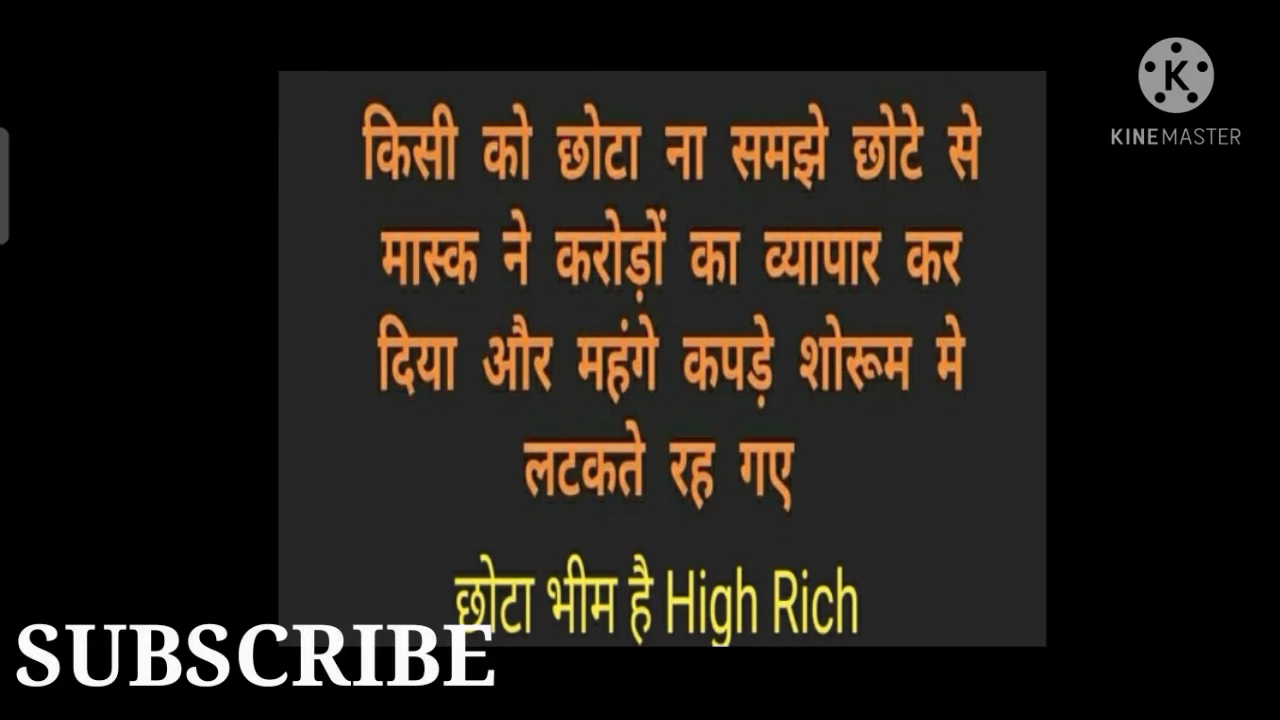 किसी को छोटा ना समझे छोटे से
मास्क ने करोड़ों का व्यापार कर
दिया और महंगे कपड़े शोरूम मे
लटकते रह गए
छोटा भीम है High Rich
SUBSCRIBE
K
KINEMASTER